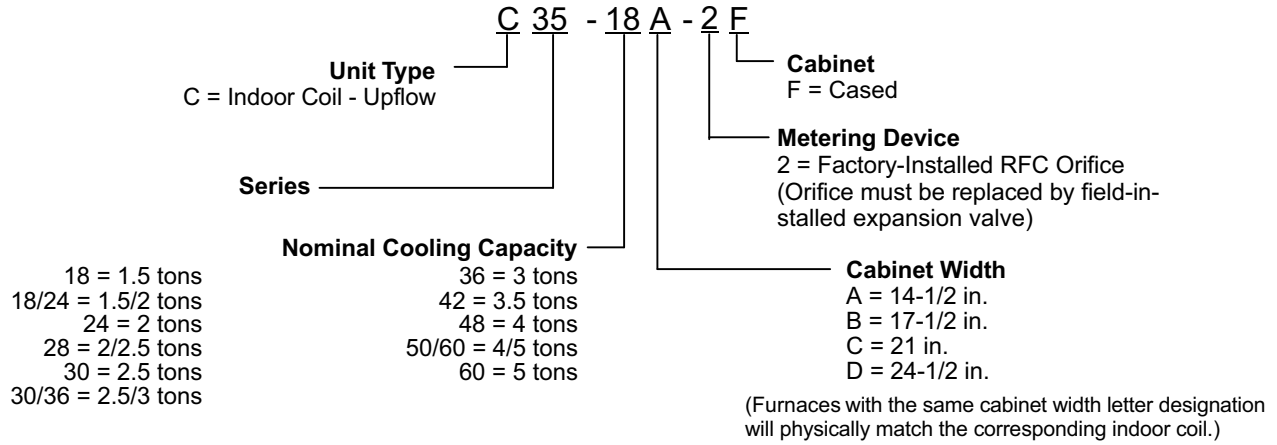 C 35 - 18 A - 2 F
Unit Type
C = Indoor Coil - Upflow
Series
Nominal Cooling Capacity
18 = 1.5 tons
18/24 = 1.5/2 tons
24 = 2 tons
28 = 2/2.5 tons
30 = 2.5 tons
30/36 = 2.5/3 tons
36 = 3 tons
42 = 3.5 tons
48 = 4 tons
50/60 = 4/5 tons
60 = 5 tons
Cabinet
F = Cased
Metering Device
2 = Factory-Installed RFC Orifice
(Orifice must be replaced by field-in-
stalled expansion valve)
Cabinet Width
A = 14-1/2 in.
B = 17-1/2 in.
C = 21 in.
D = 24-1/2 in.
(Furnaces with the same cabinet width letter designation
will physically match the corresponding indoor coil.)